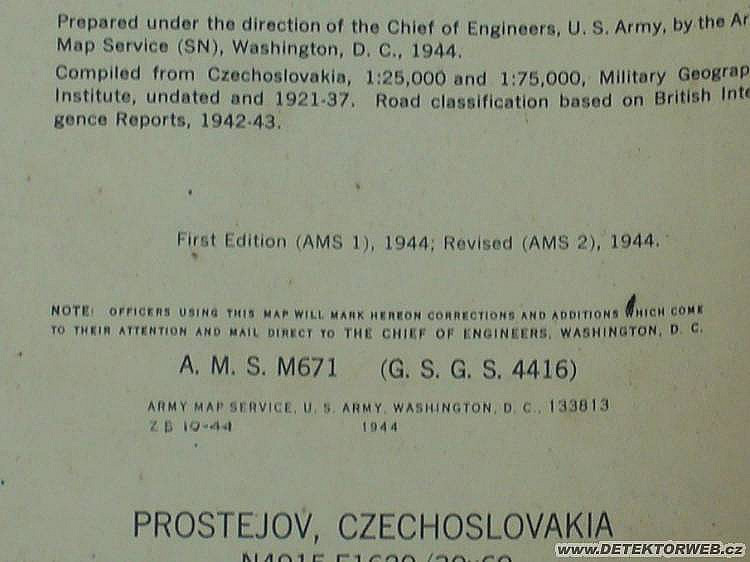 Prepared under the direction of the Chief of Engineers, U. S. Army, by the Ar
Map Service (SN), Washington, D. C., 1944.
Compiled from Czechoslovakia, 1:25,000 and 1:75,000, Military Geograp
Institute, undated and 1921-37. Road classification based on British Inte
gence Reports, 1942-43.
First Edition (AMS 1), 1944; Revised (AMS 2), 1944.
NOTE: OFFICERS USING THIS MAP WILL MARK HEREON CORRECTIONS AND ADDITIONS WHICH COME
TO THEIR ATTENTION AND MAIL DIRECT TO THE CHIEF OF ENGINEERS, WASHINGTON, D. C.
A. M. S. M671 (G. S. G. S. 4416)
ARMY MAP SERVICE, U. S. ARMY, WASHINGTON, D. C., 133813
ZB 10-44 1944
PROSTEJOV, CZECHOSLOVAKIA
www.DETEKTORWEB.cz